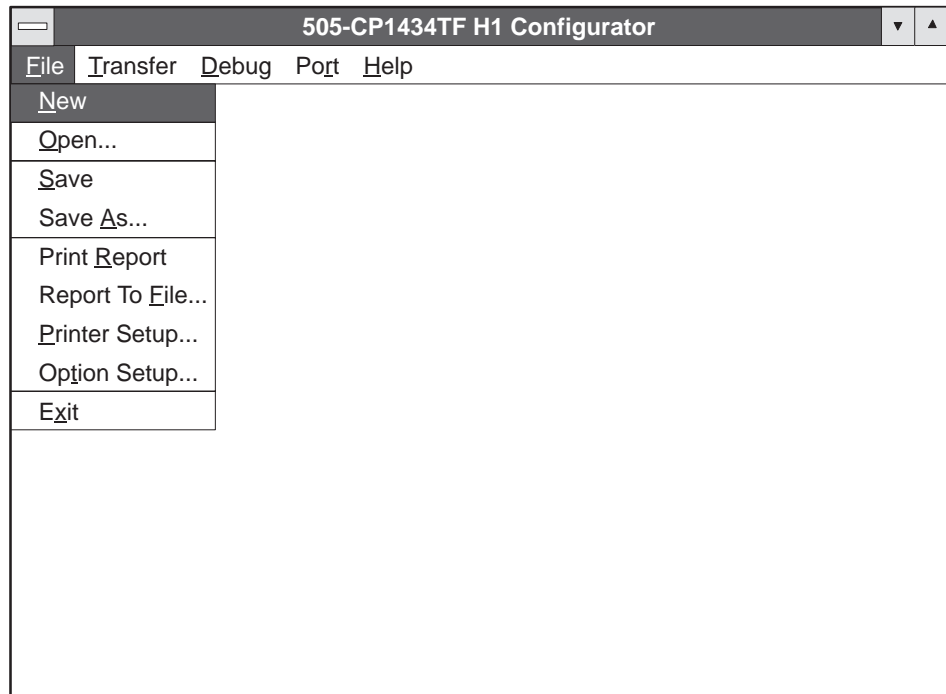 505-CP1434TF H1 Configurator
File Transfer Debug Port Help
New
Open...
Save
Save As...
Print Report
Report To File...
Printer Setup...
Option Setup...
Exit